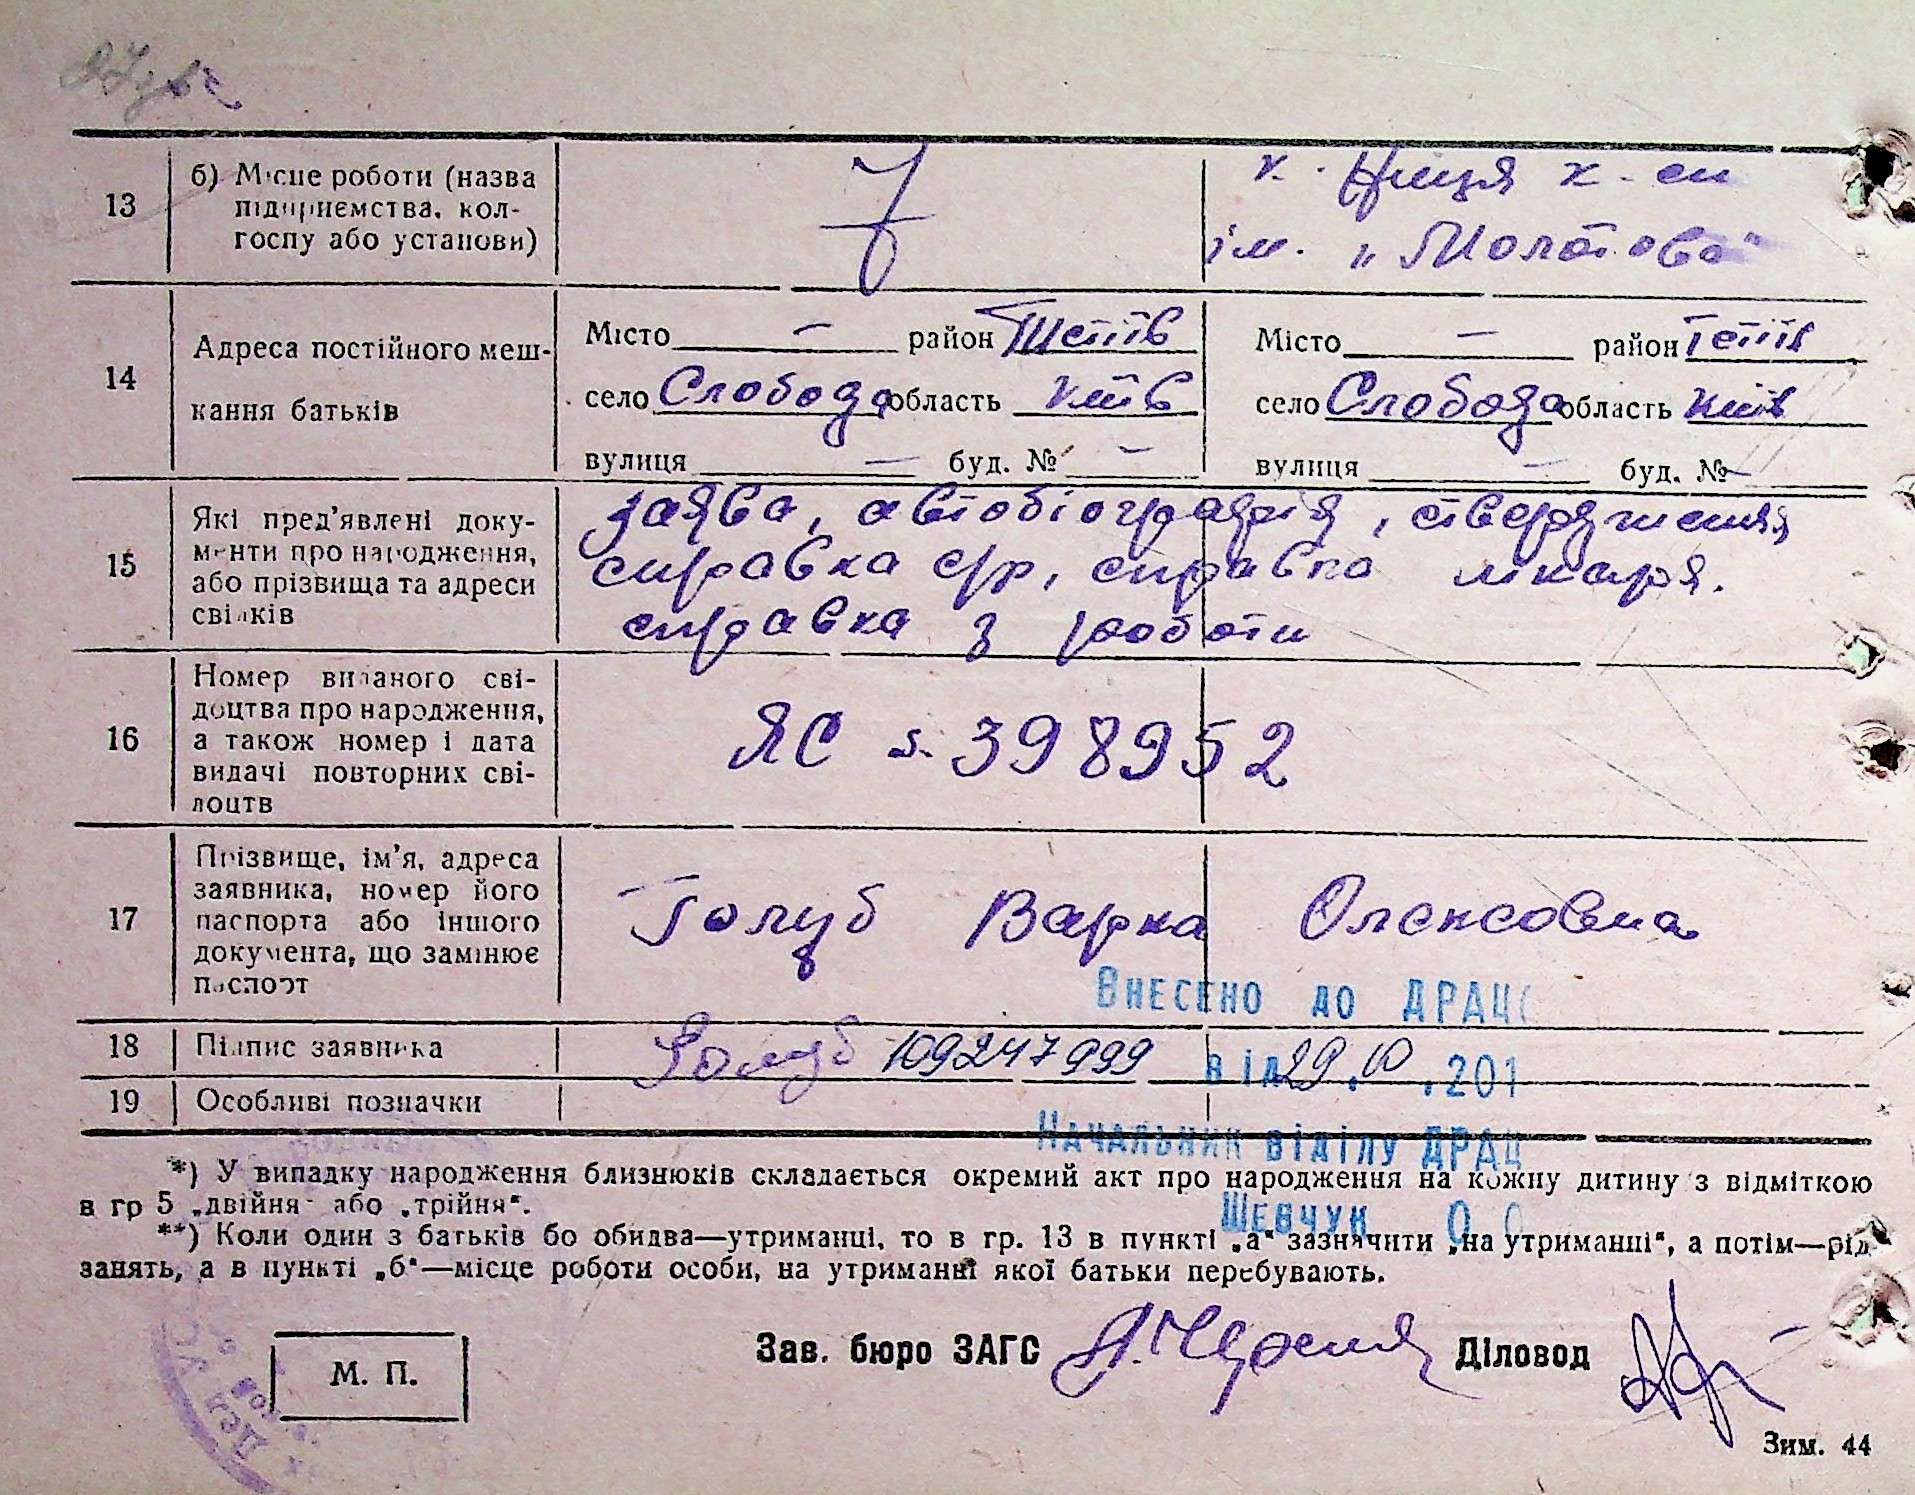 13 б) Місце роботи (назва
підприємства, кол-
госпу або установи)
к. -ниця к-сп
ім. „Молотова"
14 Адреса постійного меш-
кання батьків
Місто — район Тетіїв
село Слобода область Київ
вулиця — буд. № —
Місто — район Тетіїв
село Слобода область Київ
вулиця — буд. № —
15 Які пред'явлені доку-
менти про народження,
або прізвища та адреси
свідків
заява, автобіографія, ствердження
справка с/р, справка лікаря.
справка з роботи
16 Номер виданого сві-
доцтва про народження,
а також номер і дата
видачі повторних сві-
доцтв
ЯС 398952
17 Прізвище, ім'я, адреса
заявника, номер його
паспорта або іншого
документа, що замінює
паспорт
Голуб Варка Олексовна
Внесено до ДРАЦС
18 Підпис заявника
Голуб 109247999
від 29.10.201
19 Особливі позначки
Начальник відділу ДРАЦ
*) У випадку народження близнюків складається окремий акт про народження на кожну дитину з відміткою
в гр 5 „двійня" або „трійня".
Шевчук О.О
**) Коли один з батьків бо обидва—утриманці, то в гр. 13 в пункті „а" зазначити „на утриманні", а потім—рід
занять, а в пункті „б"—місце роботи особи, на утриманні якої батьки перебувають.
М. П.
Зав. бюро ЗАГС
Діловод
Зим. 44